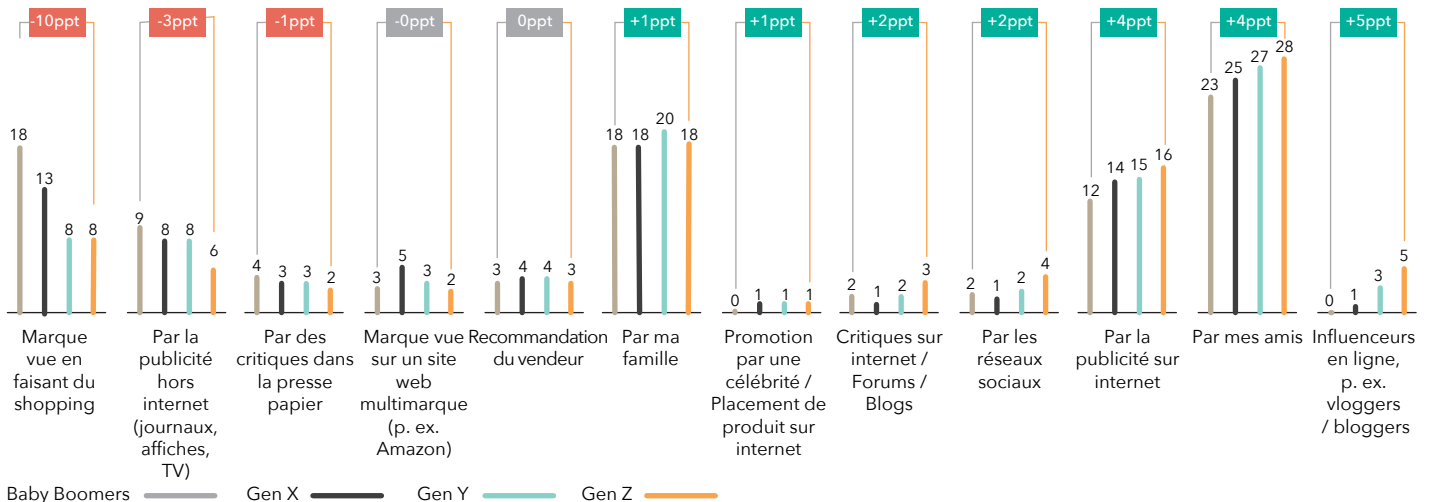 -10ppt -3ppt -1ppt -0ppt 0ppt +1ppt +1ppt +2ppt +2ppt +4ppt +4ppt +5ppt
18 13 8 8
9 8 8 6
4 3 3 2
3 5 3 2
3 4 4 3
18 18 20 18
0 1 1 1
2 1 2 3
2 1 2 4
12 14 15 16
23 25 27 28
0 1 3 5
Marque
vue en
faisant du
shopping
Par la
publicité
hors
internet
(journaux,
affiches,
TV)
Par des
critiques dans
la presse
papier
Marque vue
sur un site
web
multimarque
(p. ex.
Amazon)
Recommandation
du vendeur
Par ma
famille
Promotion
par une
célébrité /
Placement de
produit sur
internet
Critiques sur
internet /
Forums /
Blogs
Par les
réseaux
sociaux
Par la
publicité sur
internet
Par mes amis
Influenceurs
en ligne,
p. ex.
vloggers
/ bloggers
Baby Boomers Gen X Gen Y Gen Z